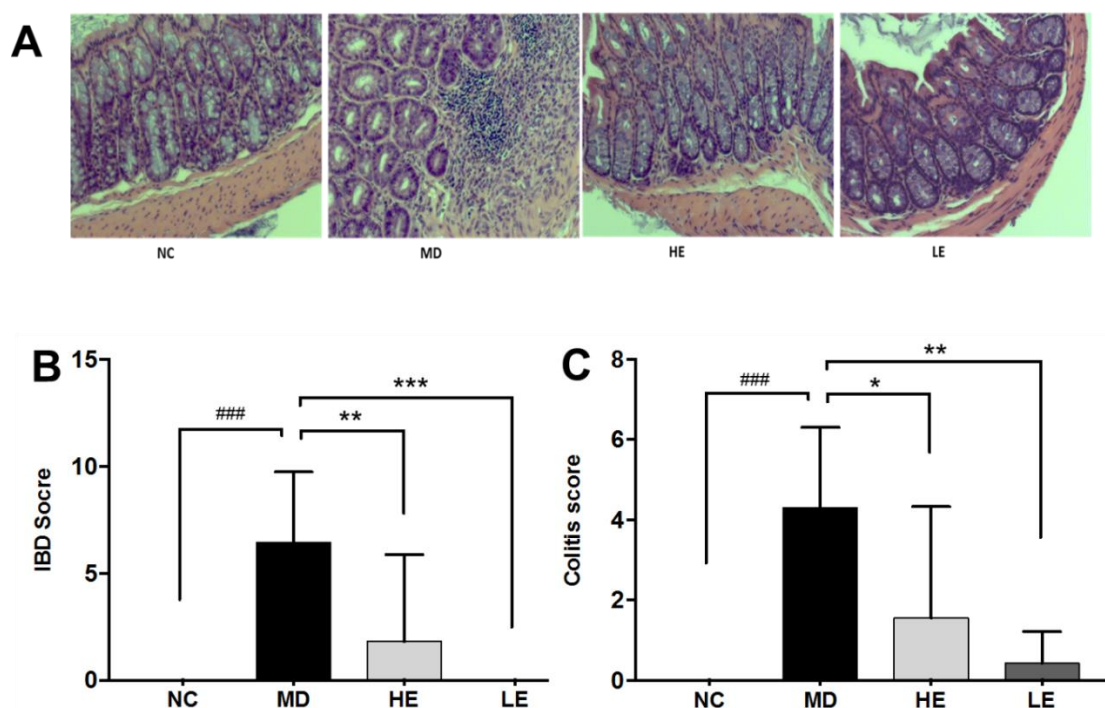 A
NC MD HE LE
B
IBD Socre
15
10
5
0
###
**
***
NC MD HE LE
C
Colitis score
8
6
4
2
0
###
*
**
NC MD HE LE